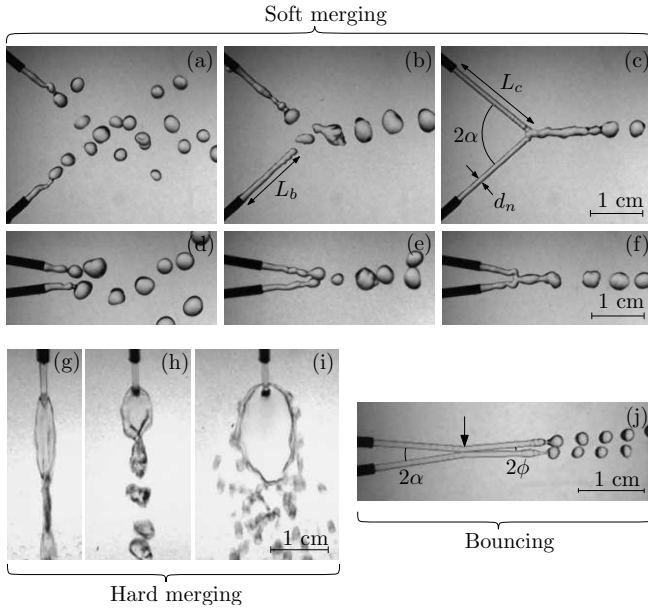 Soft merging
(a)
(b)
(c)
L_b
L_c
2α
d_n
1 cm
(d)
(e)
(f)
1 cm
(g)
(h)
(i)
1 cm
(j)
2α
2ϕ
1 cm
Hard merging
Bouncing